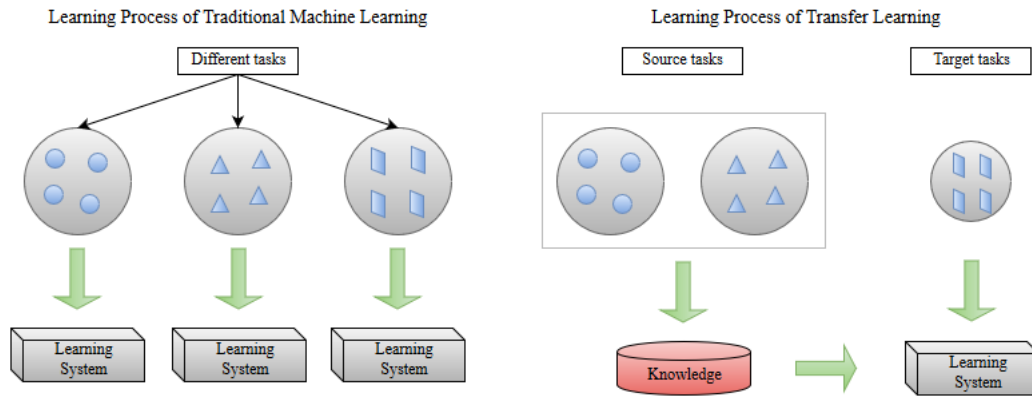 Learning Process of Traditional Machine Learning
Different tasks
Learning
System
Learning
System
Learning
System
Learning Process of Transfer Learning
Source tasks
Target tasks
Knowledge
Learning
System